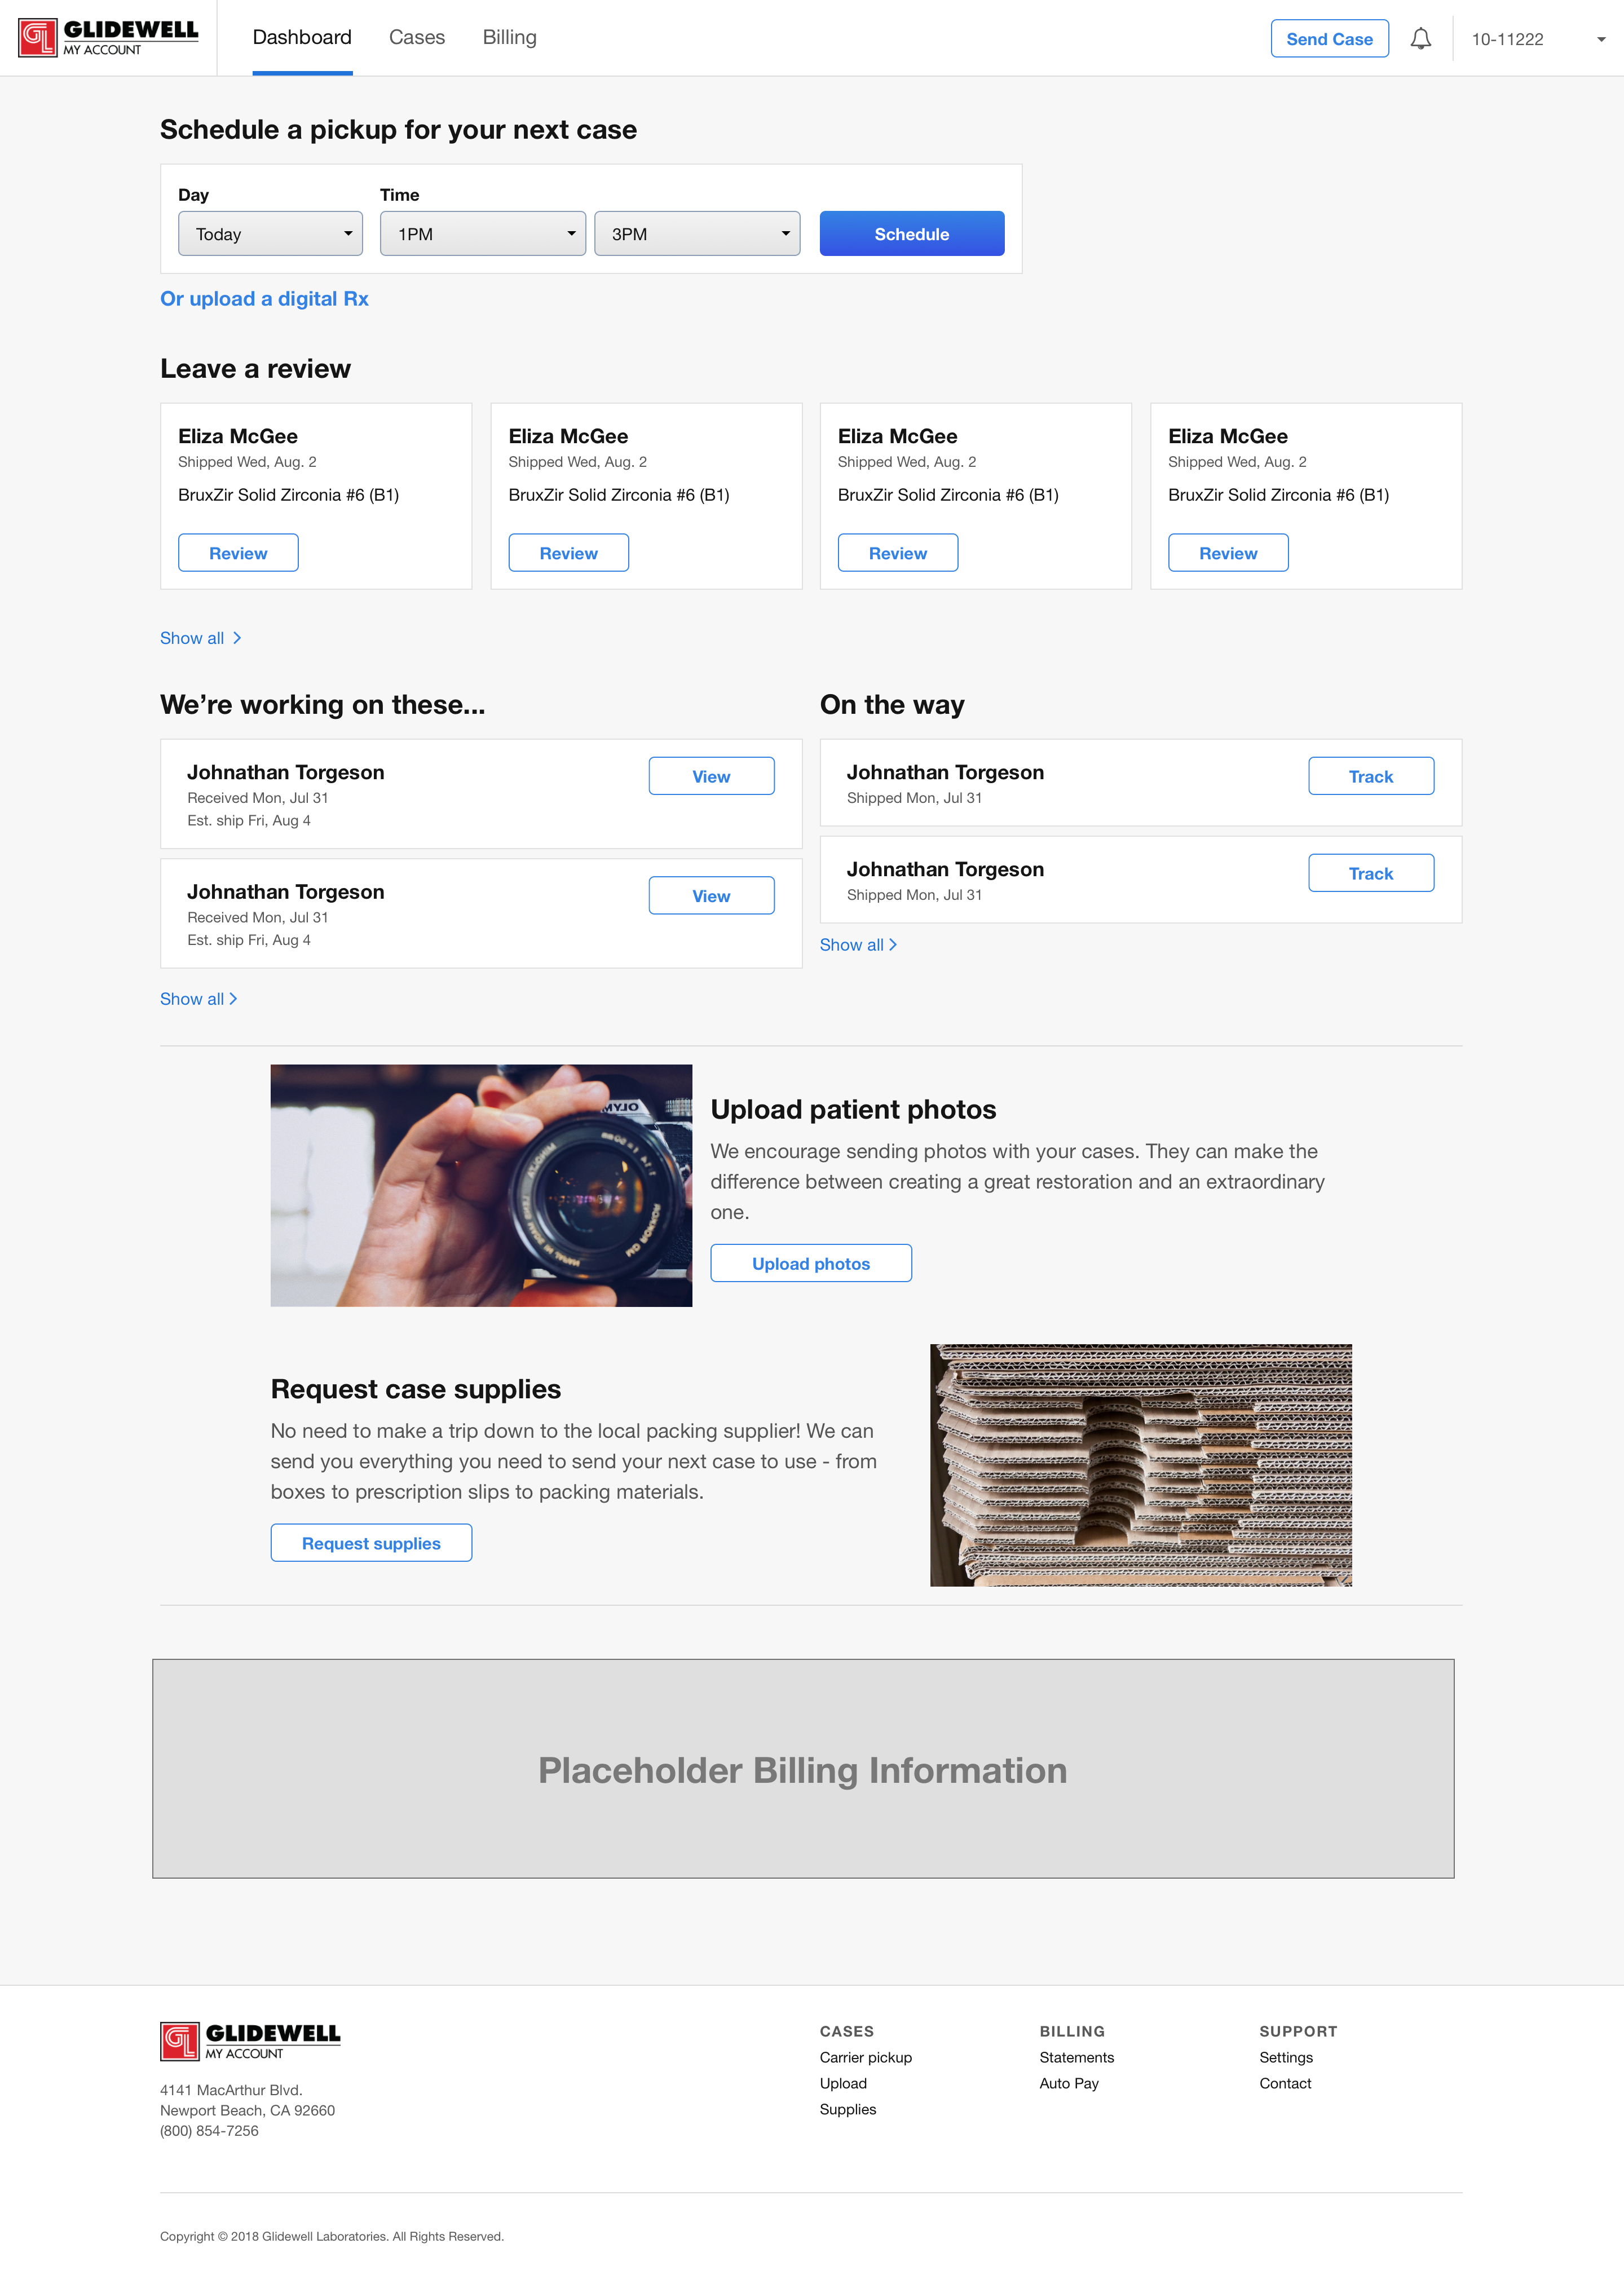 GLIDEWELL
MY ACCOUNT
Dashboard
Cases
Billing
Send Case
10-11222
Schedule a pickup for your next case
Day
Time
Today
1PM
3PM
Schedule
Or upload a digital Rx
Leave a review
Eliza McGee
Shipped Wed, Aug. 2
BruxZir Solid Zirconia #6 (B1)
Review
Eliza McGee
Shipped Wed, Aug. 2
BruxZir Solid Zirconia #6 (B1)
Review
Eliza McGee
Shipped Wed, Aug. 2
BruxZir Solid Zirconia #6 (B1)
Review
Eliza McGee
Shipped Wed, Aug. 2
BruxZir Solid Zirconia #6 (B1)
Review
Show all
We’re working on these...
Johnathan Torgeson
Received Mon, Jul 31
Est. ship Fri, Aug 4
View
Johnathan Torgeson
Received Mon, Jul 31
Est. ship Fri, Aug 4
View
Show all
On the way
Johnathan Torgeson
Shipped Mon, Jul 31
Track
Johnathan Torgeson
Shipped Mon, Jul 31
Track
Show all
Upload patient photos
We encourage sending photos with your cases. They can make the
difference between creating a great restoration and an extraordinary
one.
Upload photos
Request case supplies
No need to make a trip down to the local packing supplier! We can
send you everything you need to send your next case to use - from
boxes to prescription slips to packing materials.
Request supplies
Placeholder Billing Information
GLIDEWELL
MY ACCOUNT
4141 MacArthur Blvd.
Newport Beach, CA 92660
(800) 854-7256
CASES
Carrier pickup
Upload
Supplies
BILLING
Statements
Auto Pay
SUPPORT
Settings
Contact
Copyright © 2018 Glidewell Laboratories. All Rights Reserved.